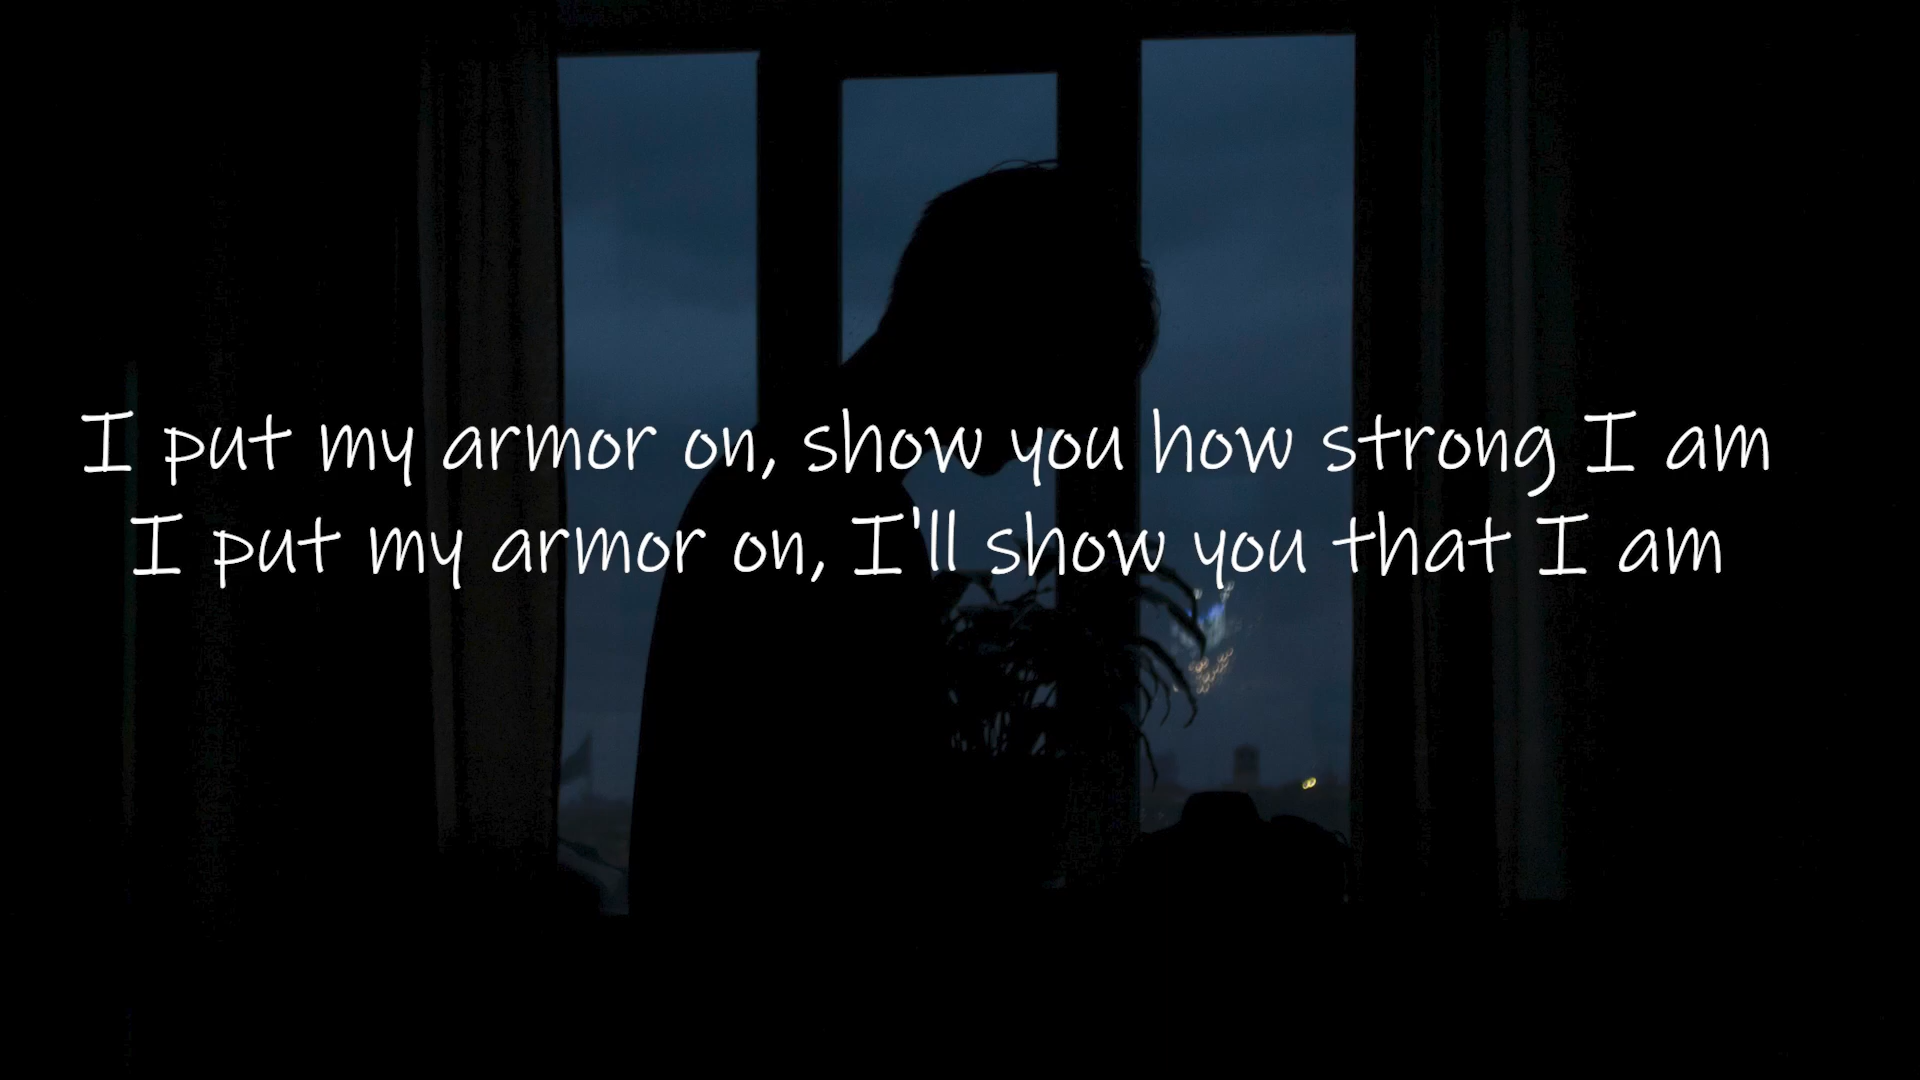 I put my armor on, show you how strong I am
I put my armor on, I'll show you that I am